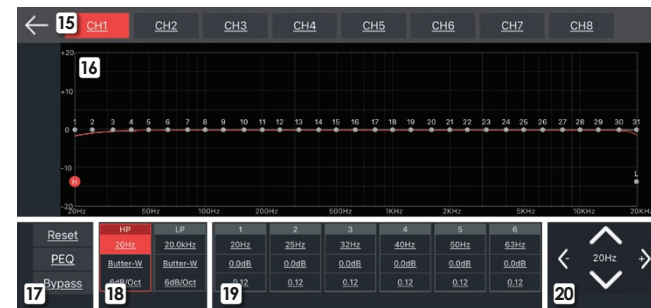 ← 15 CH1 CH2 CH3 CH4 CH5 CH6 CH7 CH8
+20
16
+10
1 2 3 4 5 6 7 8 9 10 11 12 13 14 15 16 17 18 19 20 21 22 23 24 25 26 27 28 29 30 31
0
-10
H L
-20
20Hz 50Hz 100Hz 200Hz 500Hz 1KHz 2KHz 5KHz 10KHz 20KH
Reset HP LP 1 2 3 4 5 6
20Hz 20.0kHz 20Hz 25Hz 32Hz 40Hz 50Hz 63Hz
PEQ Butter-W Butter-W 0.0dB 0.0dB 0.0dB 0.0dB 0.0dB 0.0dB 20Hz
- +
Bypass 6dB/Oct 6dB/Oct 0.12 0.12 0.12 0.12 0.12 0.12
17 18 19 20